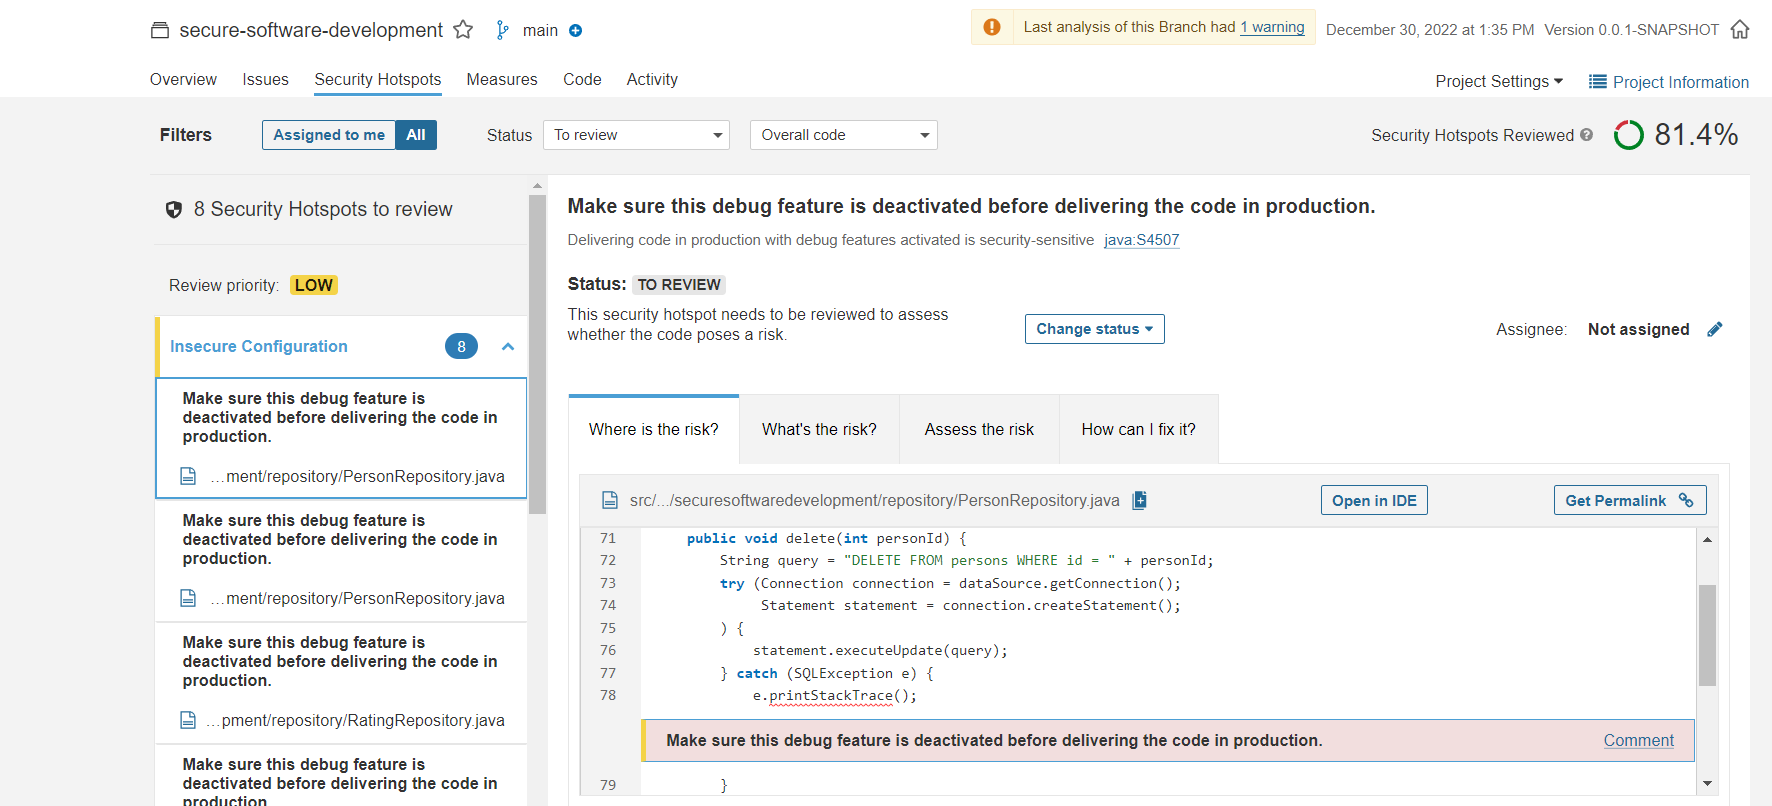 secure-software-development main
Last analysis of this Branch had 1 warning December 30, 2022 at 1:35 PM Version 0.0.1-SNAPSHOT
Overview Issues Security Hotspots Measures Code Activity
Project Settings Project Information
Filters Assigned to me All Status To review Overall code
Security Hotspots Reviewed ? 81.4%
8 Security Hotspots to review
Review priority: LOW
Insecure Configuration 8
Make sure this debug feature is
deactivated before delivering the code in
production.
...ment/repository/PersonRepository.java
Make sure this debug feature is
deactivated before delivering the code in
production.
...ment/repository/PersonRepository.java
Make sure this debug feature is
deactivated before delivering the code in
production.
...pment/repository/RatingRepository.java
Make sure this debug feature is
deactivated before delivering the code in
production.
Make sure this debug feature is deactivated before delivering the code in production.
Delivering code in production with debug features activated is security-sensitive java:S4507
Status: TO REVIEW
This security hotspot needs to be reviewed to assess
whether the code poses a risk.
Change status
Assignee: Not assigned
Where is the risk? What's the risk? Assess the risk How can I fix it?
src/.../securesoftwaredevelopment/repository/PersonRepository.java Open in IDE Get Permalink
71 public void delete(int personId) {
72 String query = "DELETE FROM persons WHERE id = " + personId;
73 try (Connection connection = dataSource.getConnection();
74 Statement statement = connection.createStatement();
75 ) {
76 statement.executeUpdate(query);
77 } catch (SQLException e) {
78 e.printStackTrace();
Make sure this debug feature is deactivated before delivering the code in production. Comment
79 }